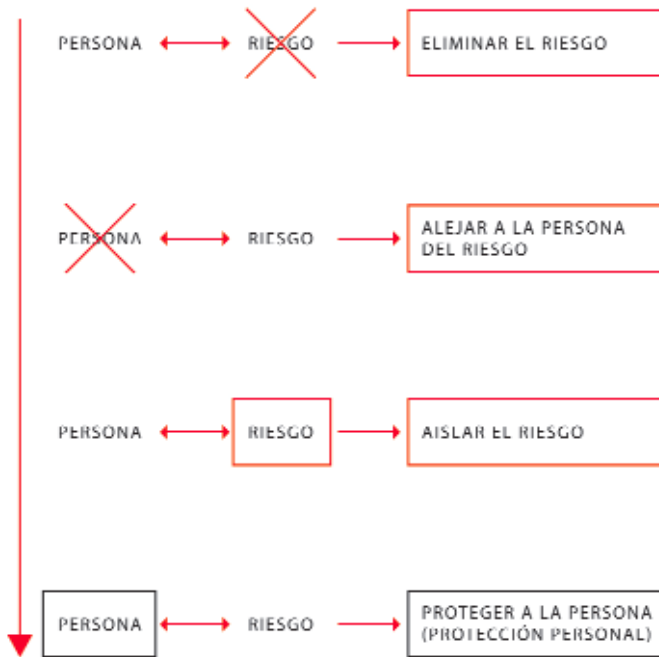 PERSONA RIESGO ELIMINAR EL RIESGO
PERSONA RIESGO ALEJAR A LA PERSONA
DEL RIESGO
PERSONA RIESGO AISLAR EL RIESGO
PERSONA RIESGO PROTEGER A LA PERSONA
(PROTECCIÓN PERSONAL)